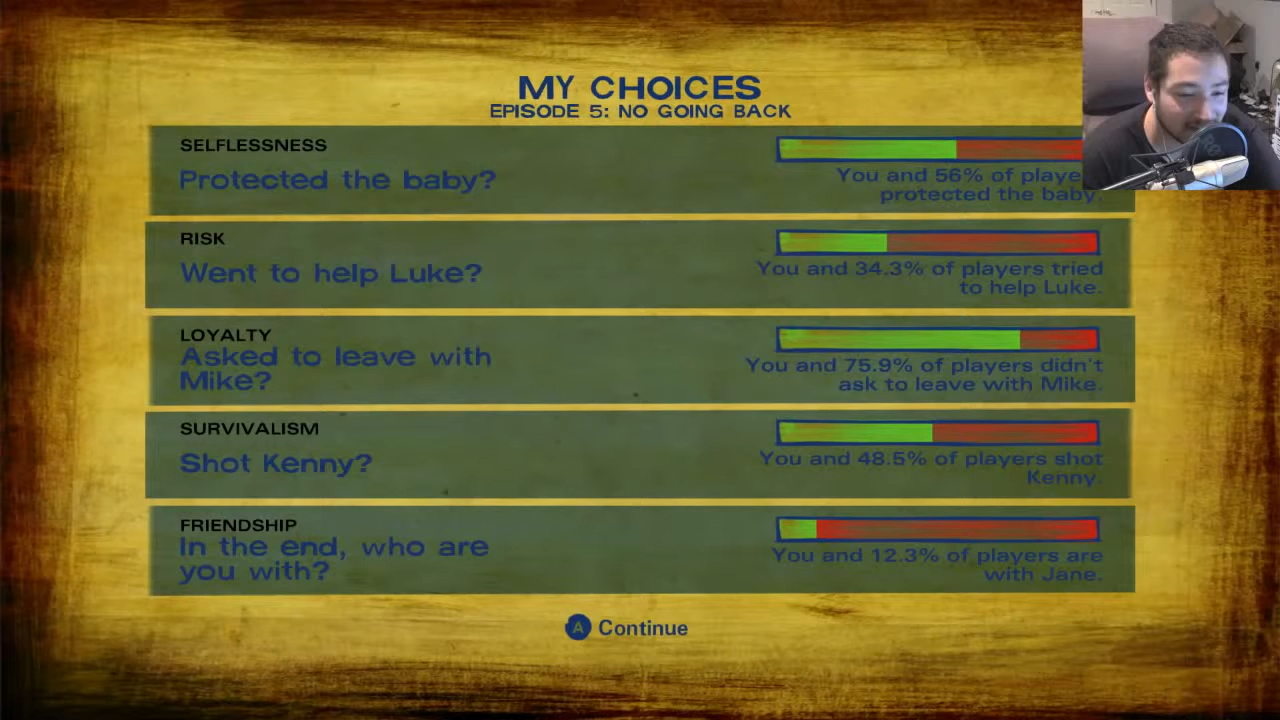 MY CHOICES
EPISODE 5: NO GOING BACK
SELFLESSNESS
Protected the baby?
You and 56% of
protected the baby.
RISK
Went to help Luke?
You and 34.3% of players tried
to help Luke.
LOYALTY
Asked to leave with
Mike?
You and 75.9% of players didn't
ask to leave with Mike.
SURVIVALISM
Shot Kenny?
You and 48.5% of players shot
Kenny.
FRIENDSHIP
In the end, who are
you with?
You and 12.3% of players are
with Jane.
A Continue